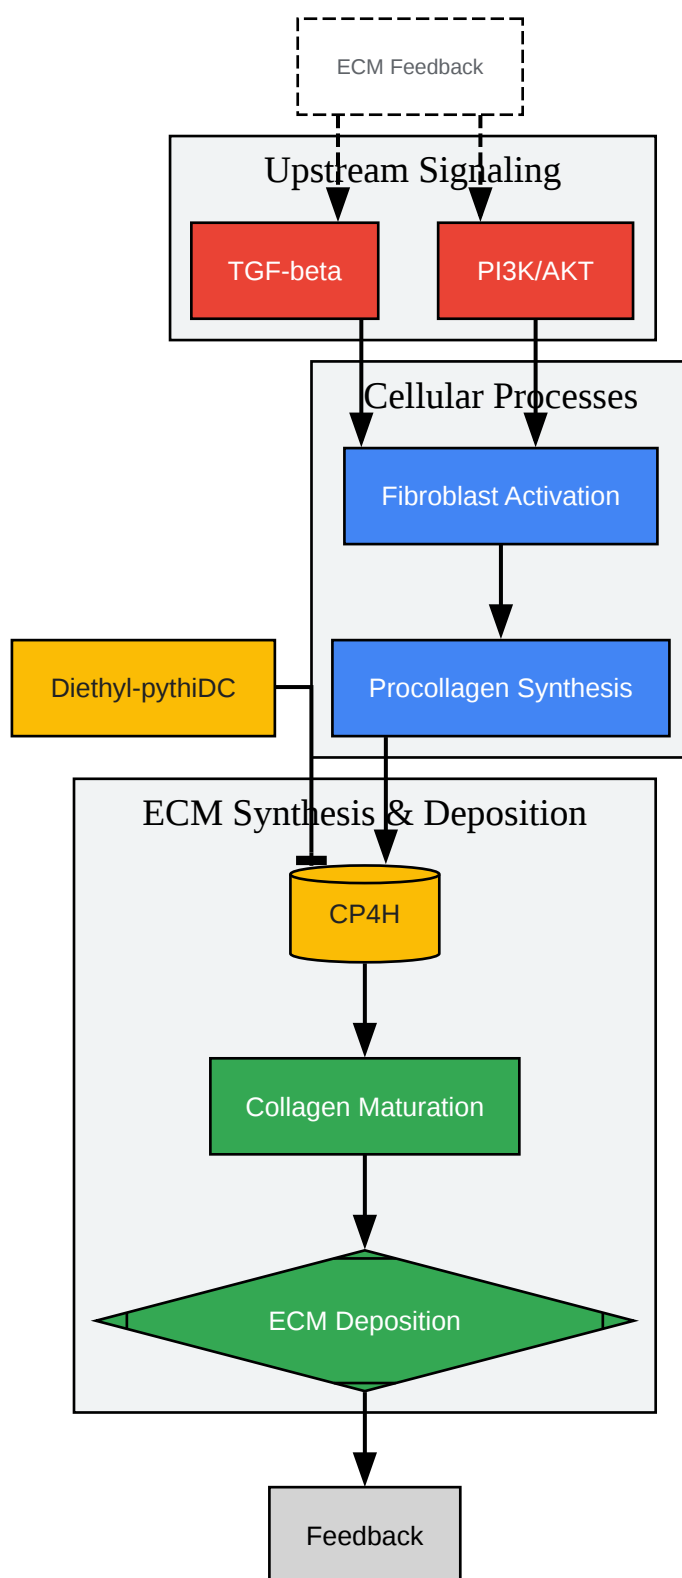 ECM Feedback
Upstream Signaling
TGF-beta
PI3K/AKT
Cellular Processes
Fibroblast Activation
Diethyl-pythiDC
Procollagen Synthesis
ECM Synthesis & Deposition
CP4H
Collagen Maturation
ECM Deposition
Feedback